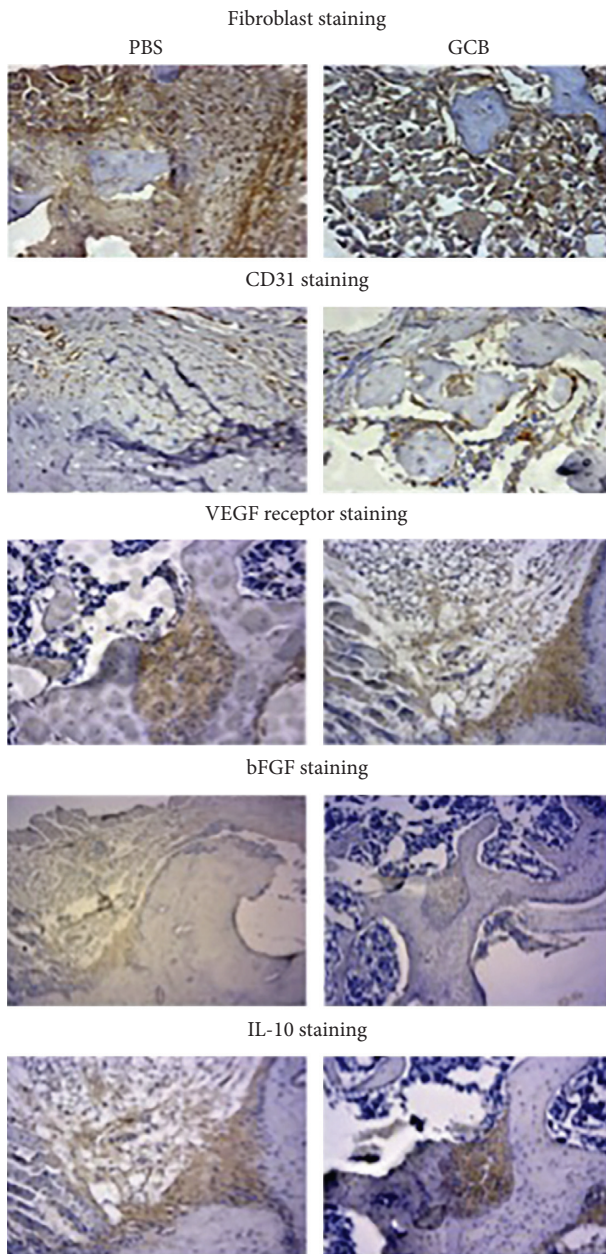 Fibroblast staining
PBS GCB
CD31 staining
VEGF receptor staining
bFGF staining
IL-10 staining